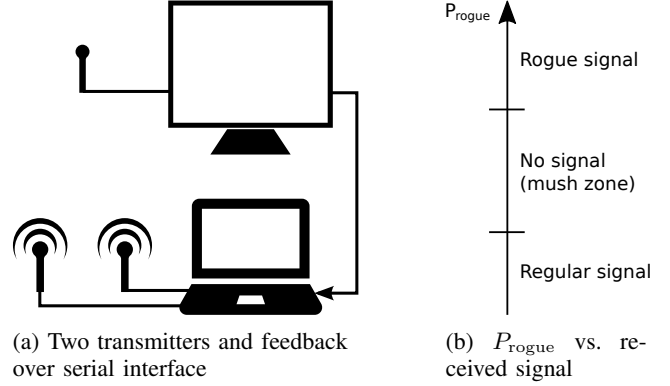 P_rogue
Rogue signal
No signal
(mush zone)
Regular signal
(a) Two transmitters and feedback
over serial interface
(b) P_rogue vs. re-
ceived signal